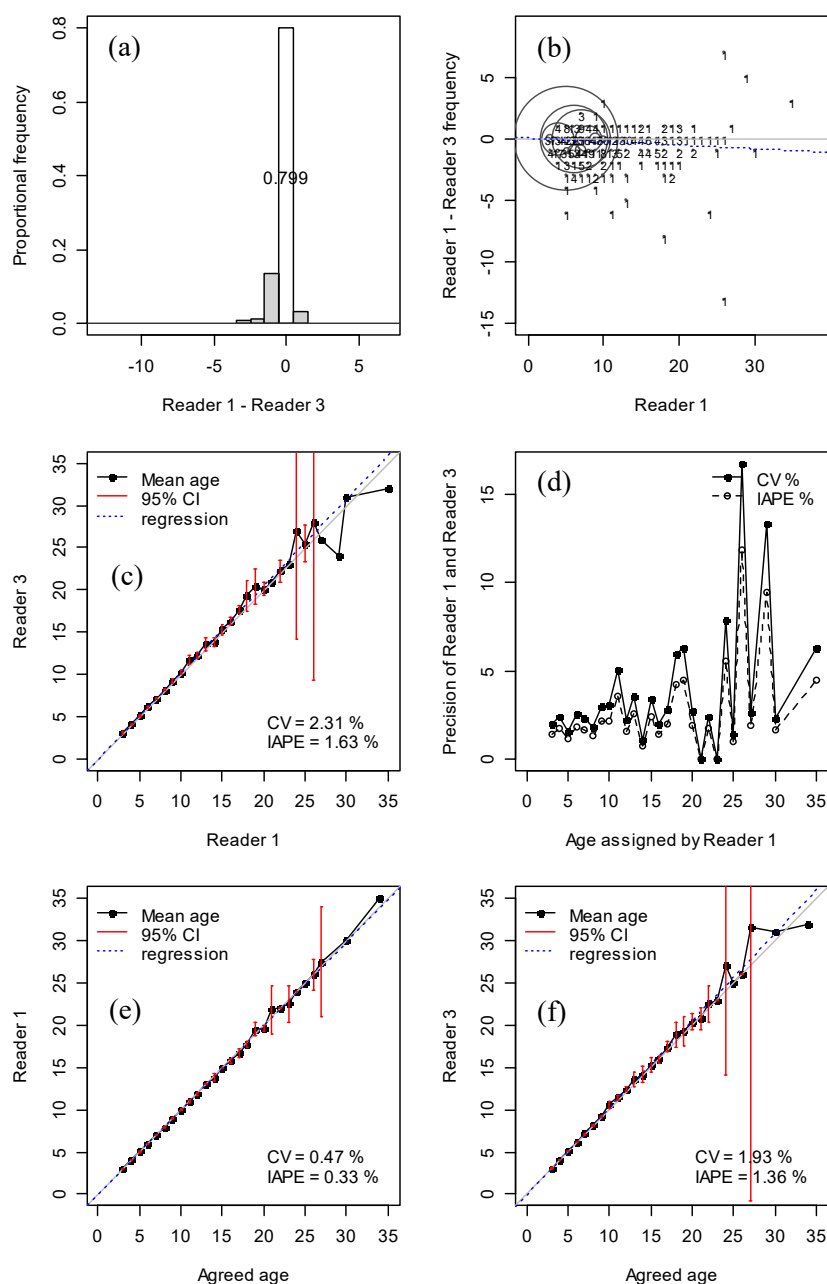 (a)
Proportional frequency
0.8
0.6
0.4
0.2
0.0
0.799
-10
-5
0
5
Reader 1 - Reader 3
(b)
Reader 1 - Reader 3 frequency
5
0
-5
-10
-15
0
10
20
30
Reader 1
Mean age
95% CI
regression
(c)
Reader 3
35
30
25
20
15
10
5
0
CV = 2.31 %
IAPE = 1.63 %
0
5
10
15
20
25
30
35
Reader 1
(d)
CV %
IAPE %
Precision of Reader 1 and Reader 3
15
10
5
0
0
5
10
15
20
25
30
35
Age assigned by Reader 1
Mean age
95% CI
regression
(e)
Reader 1
35
30
25
20
15
10
5
0
CV = 0.47 %
IAPE = 0.33 %
0
5
10
15
20
25
30
35
Agreed age
Mean age
95% CI
regression
(f)
Reader 3
35
30
25
20
15
10
5
0
CV = 1.93 %
IAPE = 1.36 %
0
5
10
15
20
25
30
35
Agreed age